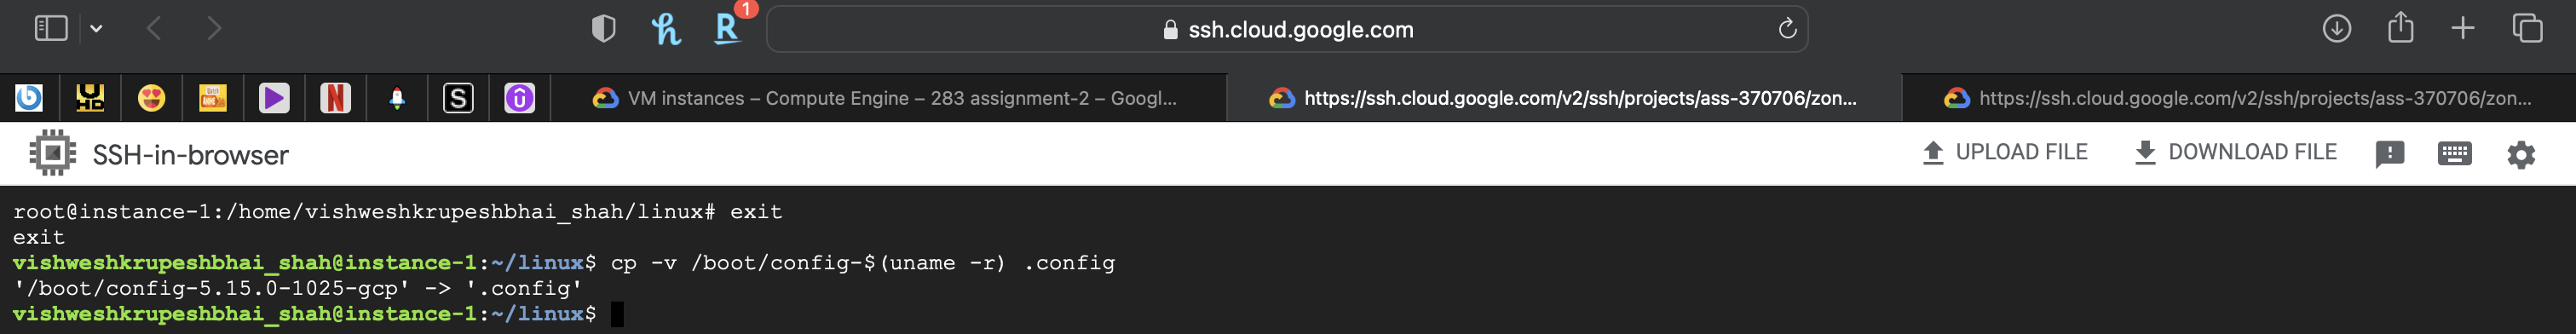 1
ssh.cloud.google.com
VM instances – Compute Engine – 283 assignment-2 – Googl...
https://ssh.cloud.google.com/v2/ssh/projects/ass-370706/zon...
https://ssh.cloud.google.com/v2/ssh/projects/ass-370706/zon...
SSH-in-browser
UPLOAD FILE
DOWNLOAD FILE
root@instance-1:/home/vishweshkrupeshbhai_shah/linux# exit
exit
vishweshkrupeshbhai_shah@instance-1:~/linux$ cp -v /boot/config-$(uname -r) .config
'/boot/config-5.15.0-1025-gcp' -> '.config'
vishweshkrupeshbhai_shah@instance-1:~/linux$